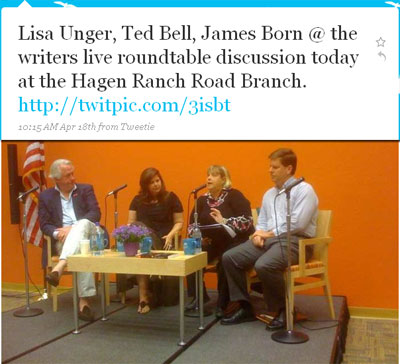 Lisa Unger, Ted Bell, James Born @ the
writers live roundtable discussion today
at the Hagen Ranch Road Branch.
http://twitpic.com/3isbt
10:15 AM Apr 18th from Tweetie